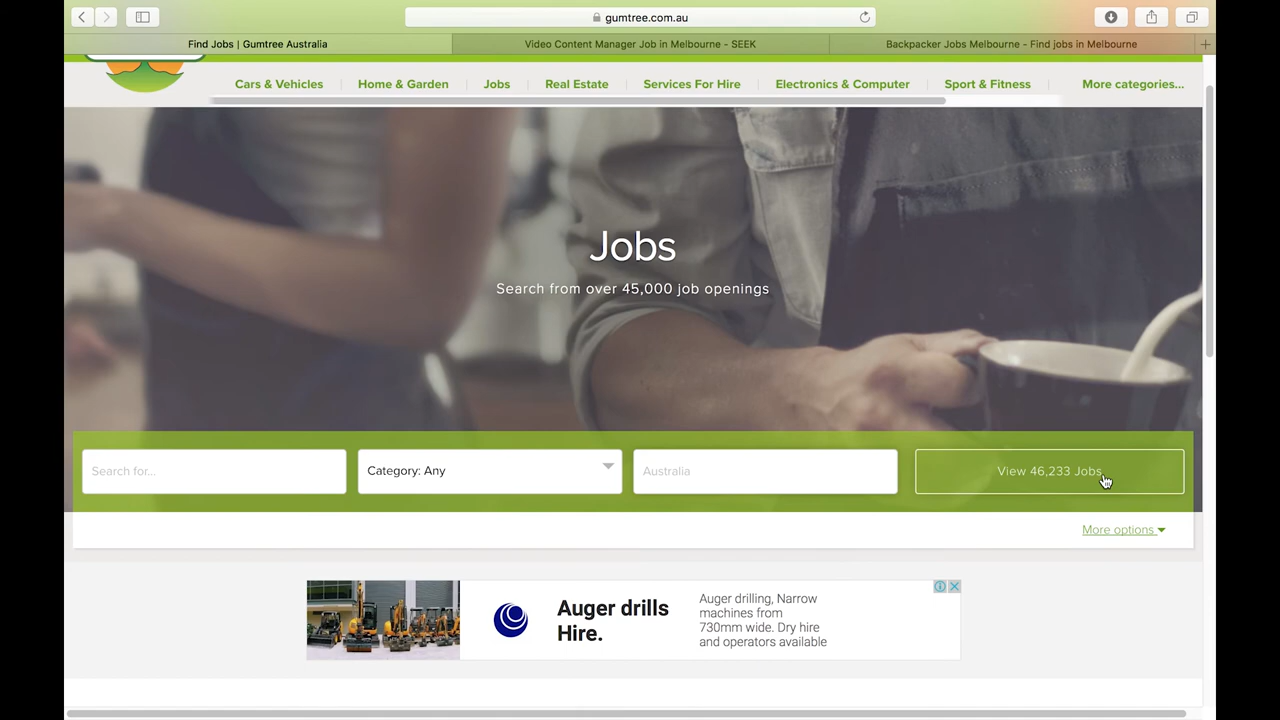 gumtree.com.au
Find Jobs | Gumtree Australia
Video Content Manager Job in Melbourne - SEEK
Backpacker Jobs Melbourne - Find jobs in Melbourne
Cars & Vehicles
Home & Garden
Jobs
Real Estate
Services For Hire
Electronics & Computer
Sport & Fitness
More categories...
Jobs
Search from over 45,000 job openings
Search for...
Category: Any
Australia
View 46,233 Jobs
More options
Auger drills
Hire.
Auger drilling, Narrow
machines from
730mm wide. Dry hire
and operators available